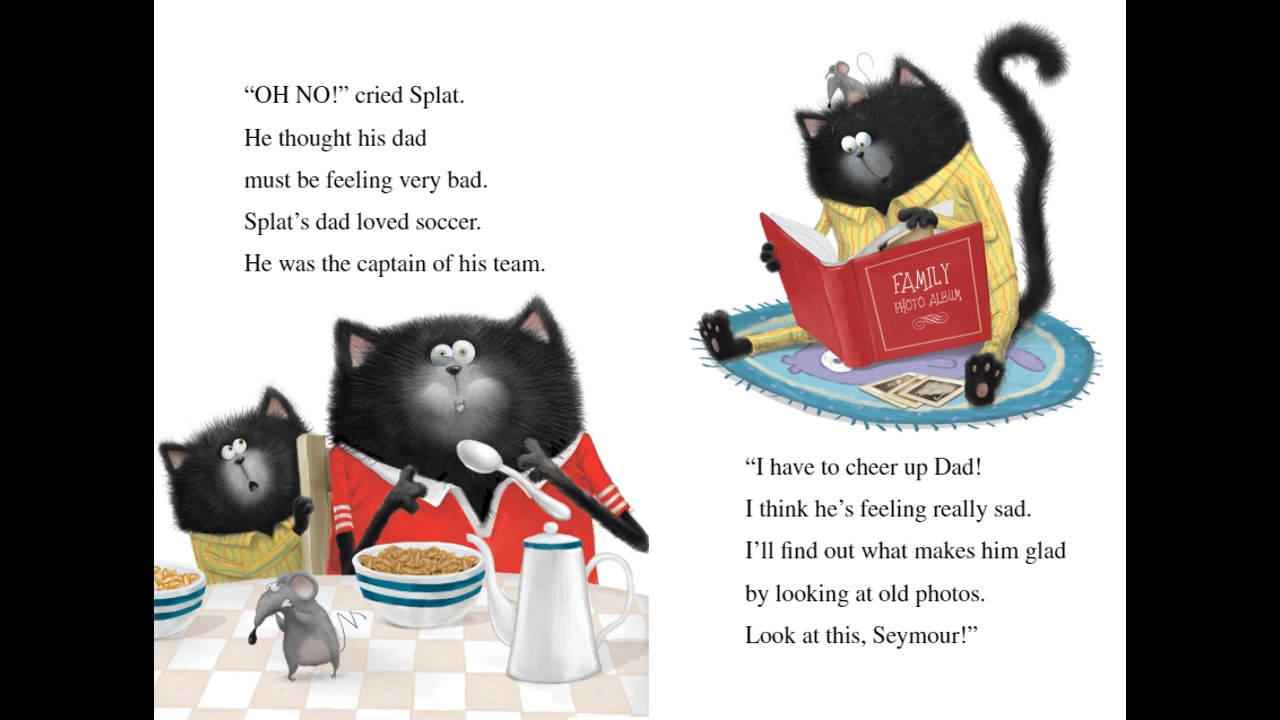 “OH NO!” cried Splat.
He thought his dad
must be feeling very bad.
Splat’s dad loved soccer.
He was the captain of his team.
FAMILY
PHOTO ALBUM
“I have to cheer up Dad!
I think he’s feeling really sad.
I’ll find out what makes him glad
by looking at old photos.
Look at this, Seymour!”